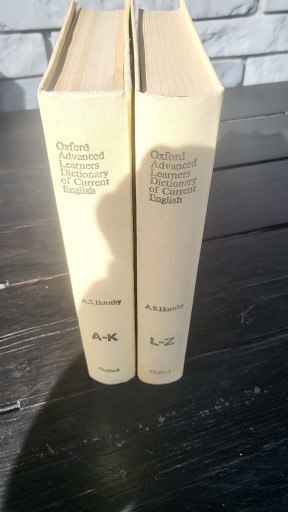 Oxford
Advanced
Learners
Dictionary
of Current
English
A.S.Hornby
A-K
Oxford
Oxford
Advanced
Learners
Dictionary
of Current
English
A.S.Hornby
L-Z
Oxford